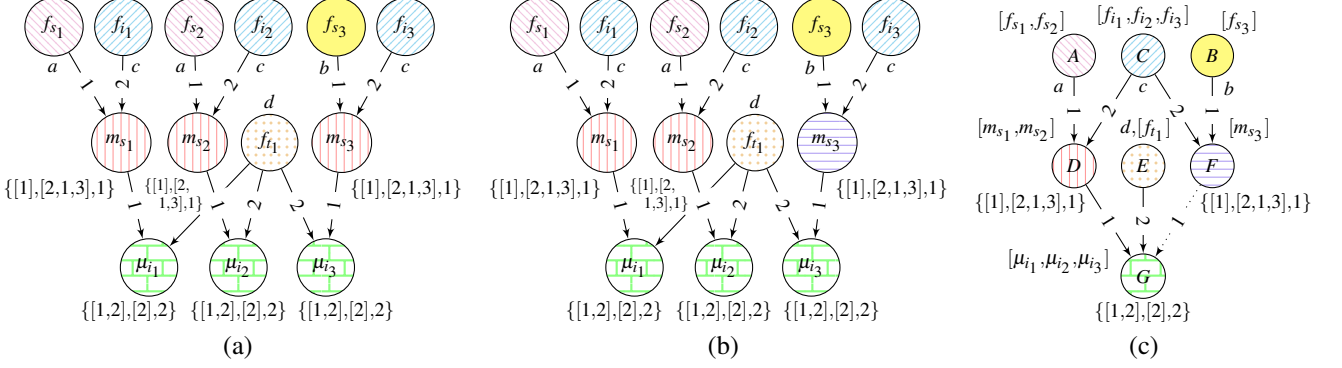 f_{s_1} f_{i_1} f_{s_2} f_{i_2} f_{s_3} f_{i_3}
a c a c b c
1 2 1 2 1 2
d
m_{s_1} m_{s_2} f_{t_1} m_{s_3}
{[1],[2,1,3],1} {[1],[2, {[1],[2,1,3],1}
1,3],1}
1 1 2 2 1
μ_{i_1} μ_{i_2} μ_{i_3}
{[1,2],[2],2} {[1,2],[2],2} {[1,2],[2],2}
(a)
f_{s_1} f_{i_1} f_{s_2} f_{i_2} f_{s_3} f_{i_3}
a c a c b c
1 2 1 2 1 2
d
m_{s_1} m_{s_2} f_{t_1} m_{s_3}
{[1],[2,1,3],1} {[1],[2, {[1],[2,1,3],1}
1,3],1}
1 1 2 2 1
μ_{i_1} μ_{i_2} μ_{i_3}
{[1,2],[2],2} {[1,2],[2],2} {[1,2],[2],2}
(b)
[f_{s_1},f_{s_2}] [f_{i_1},f_{i_2},f_{i_3}] [f_{s_3}]
A C B
a c b
1 2 2 1
[m_{s_1},m_{s_2}] d,[f_{t_1}] [m_{s_3}]
D E F
{[1],[2,1,3],1} {[1],[2,1,3],1}
1 2 1
[μ_{i_1},μ_{i_2},μ_{i_3}]
G
{[1,2],[2],2}
(c)